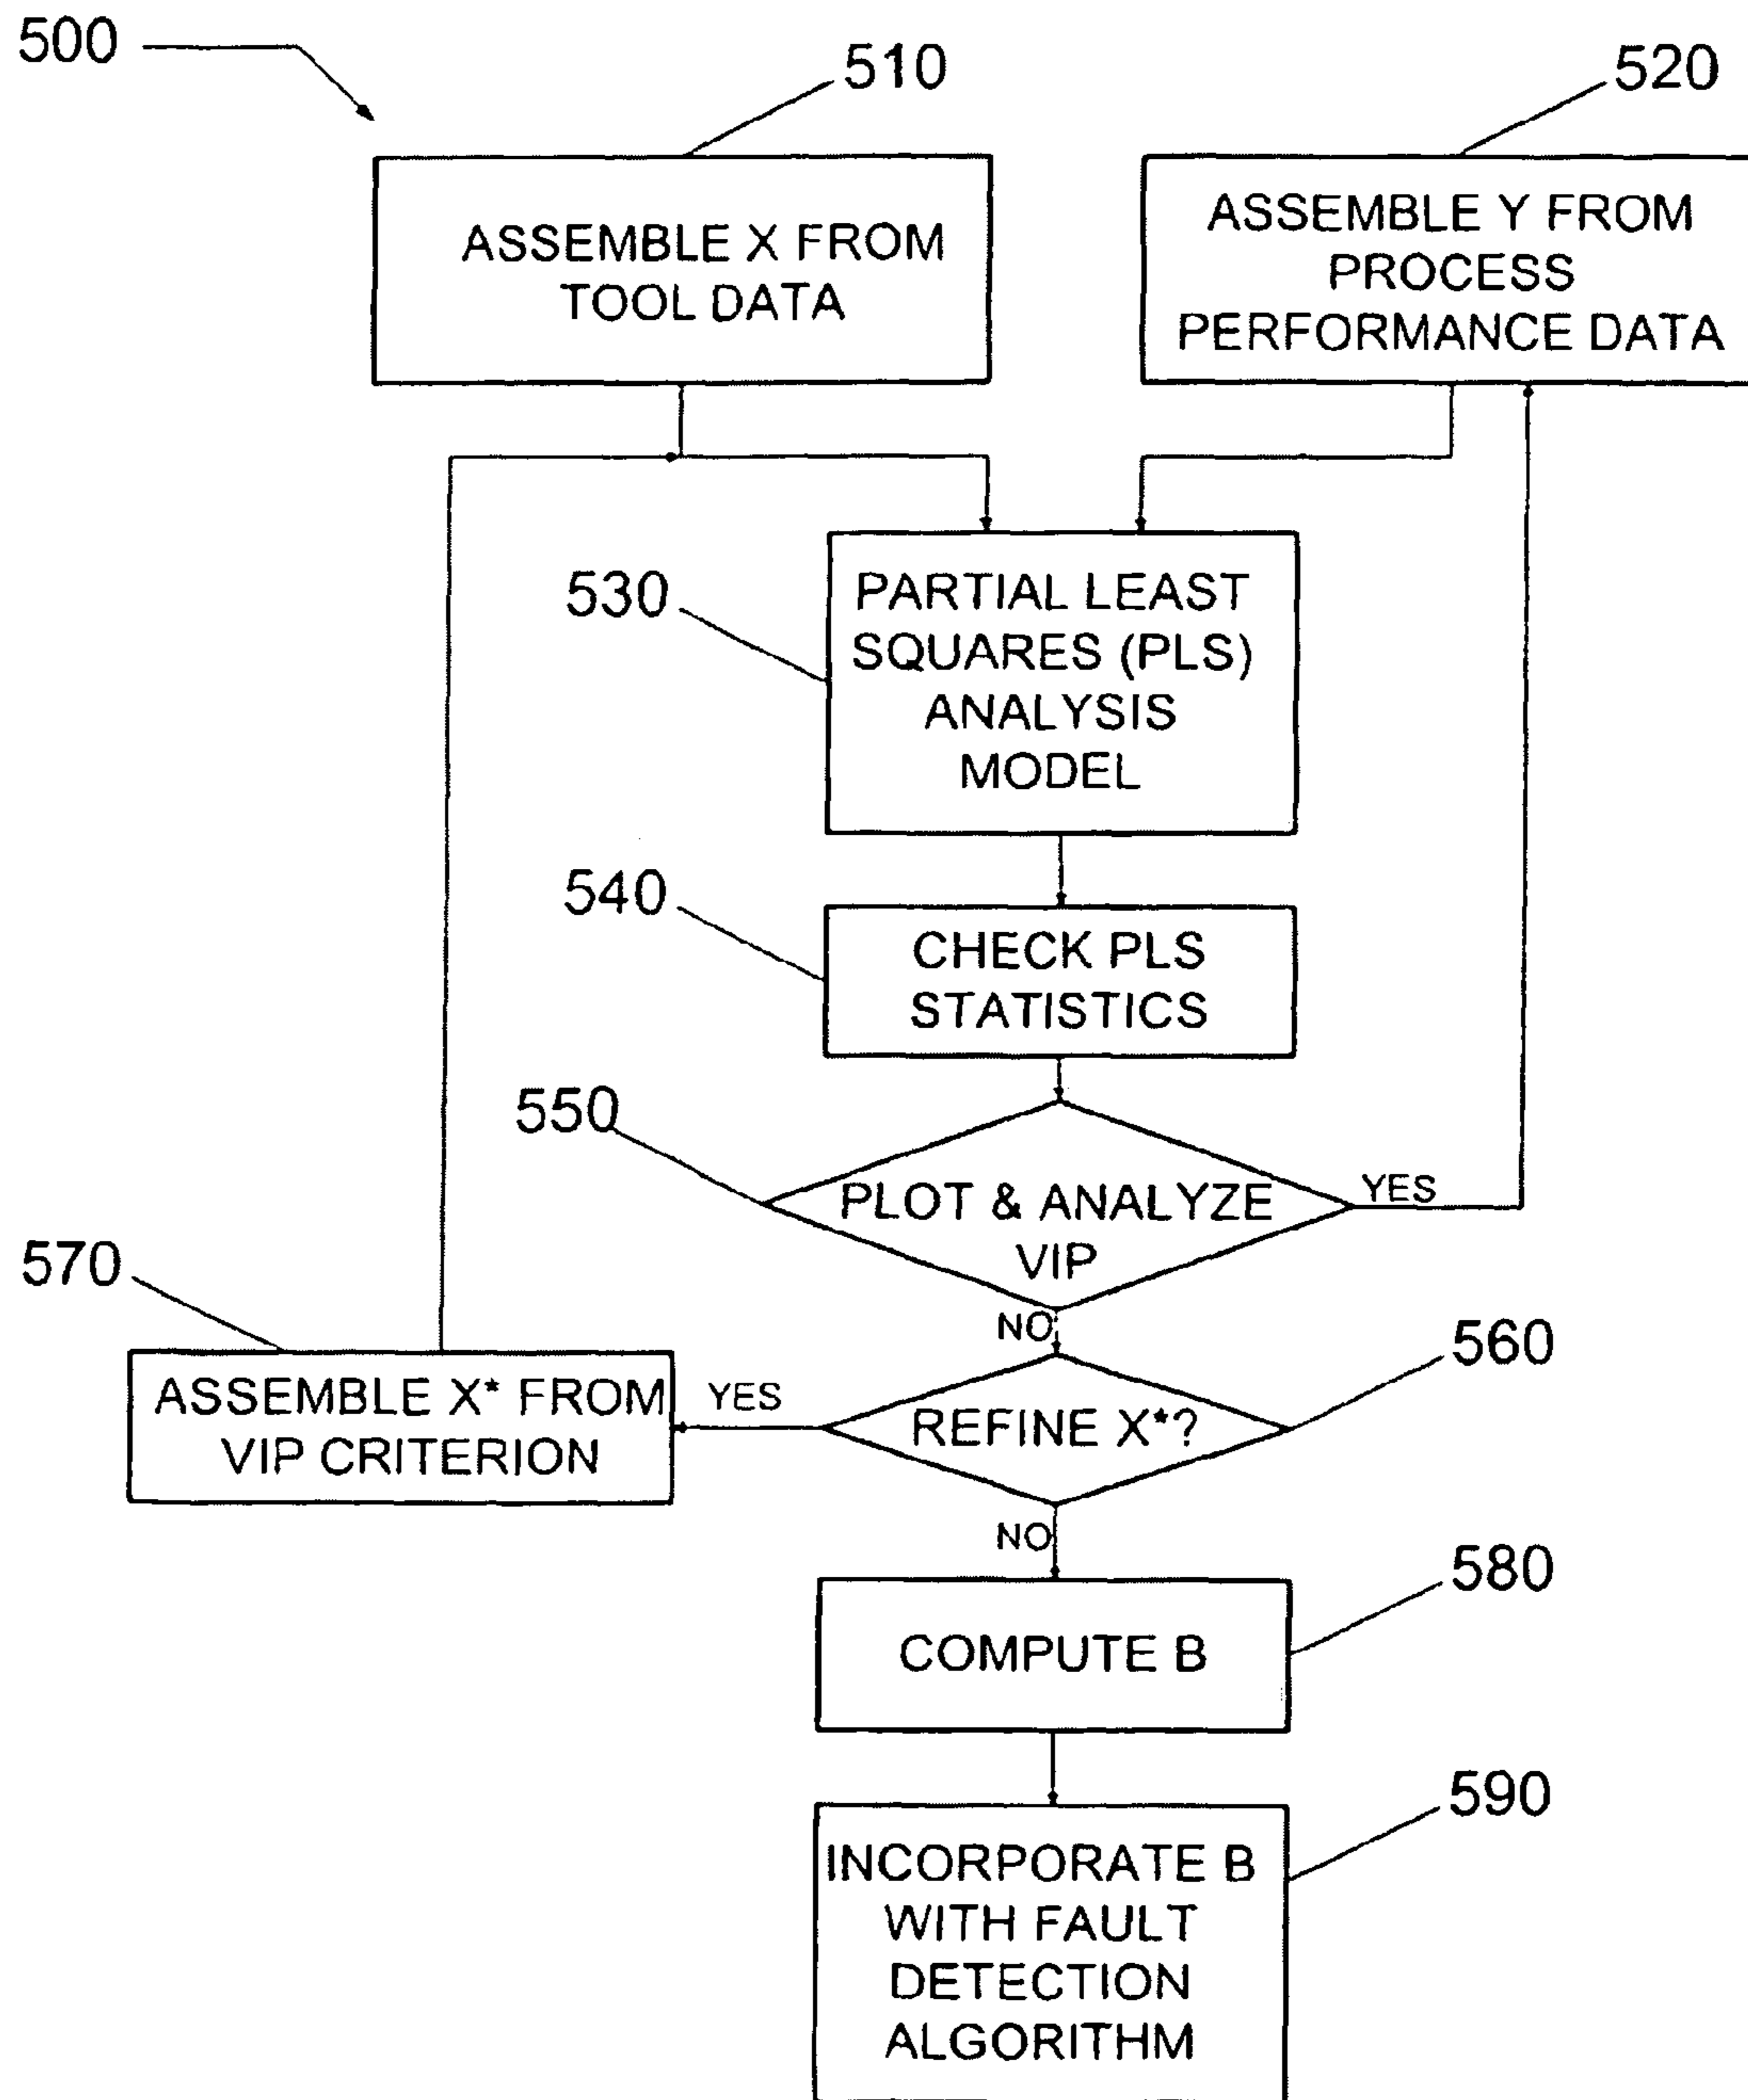 500
510
520
ASSEMBLE X FROM
TOOL DATA
ASSEMBLE Y FROM
PROCESS
PERFORMANCE DATA
530
PARTIAL LEAST
SQUARES (PLS)
ANALYSIS
MODEL
540
CHECK PLS
STATISTICS
550
PLOT & ANALYZE
VIP
YES
NO
570
560
ASSEMBLE X* FROM
VIP CRITERION
YES
REFINE X*?
NO
580
COMPUTE B
590
INCORPORATE B
WITH FAULT
DETECTION
ALGORITHM